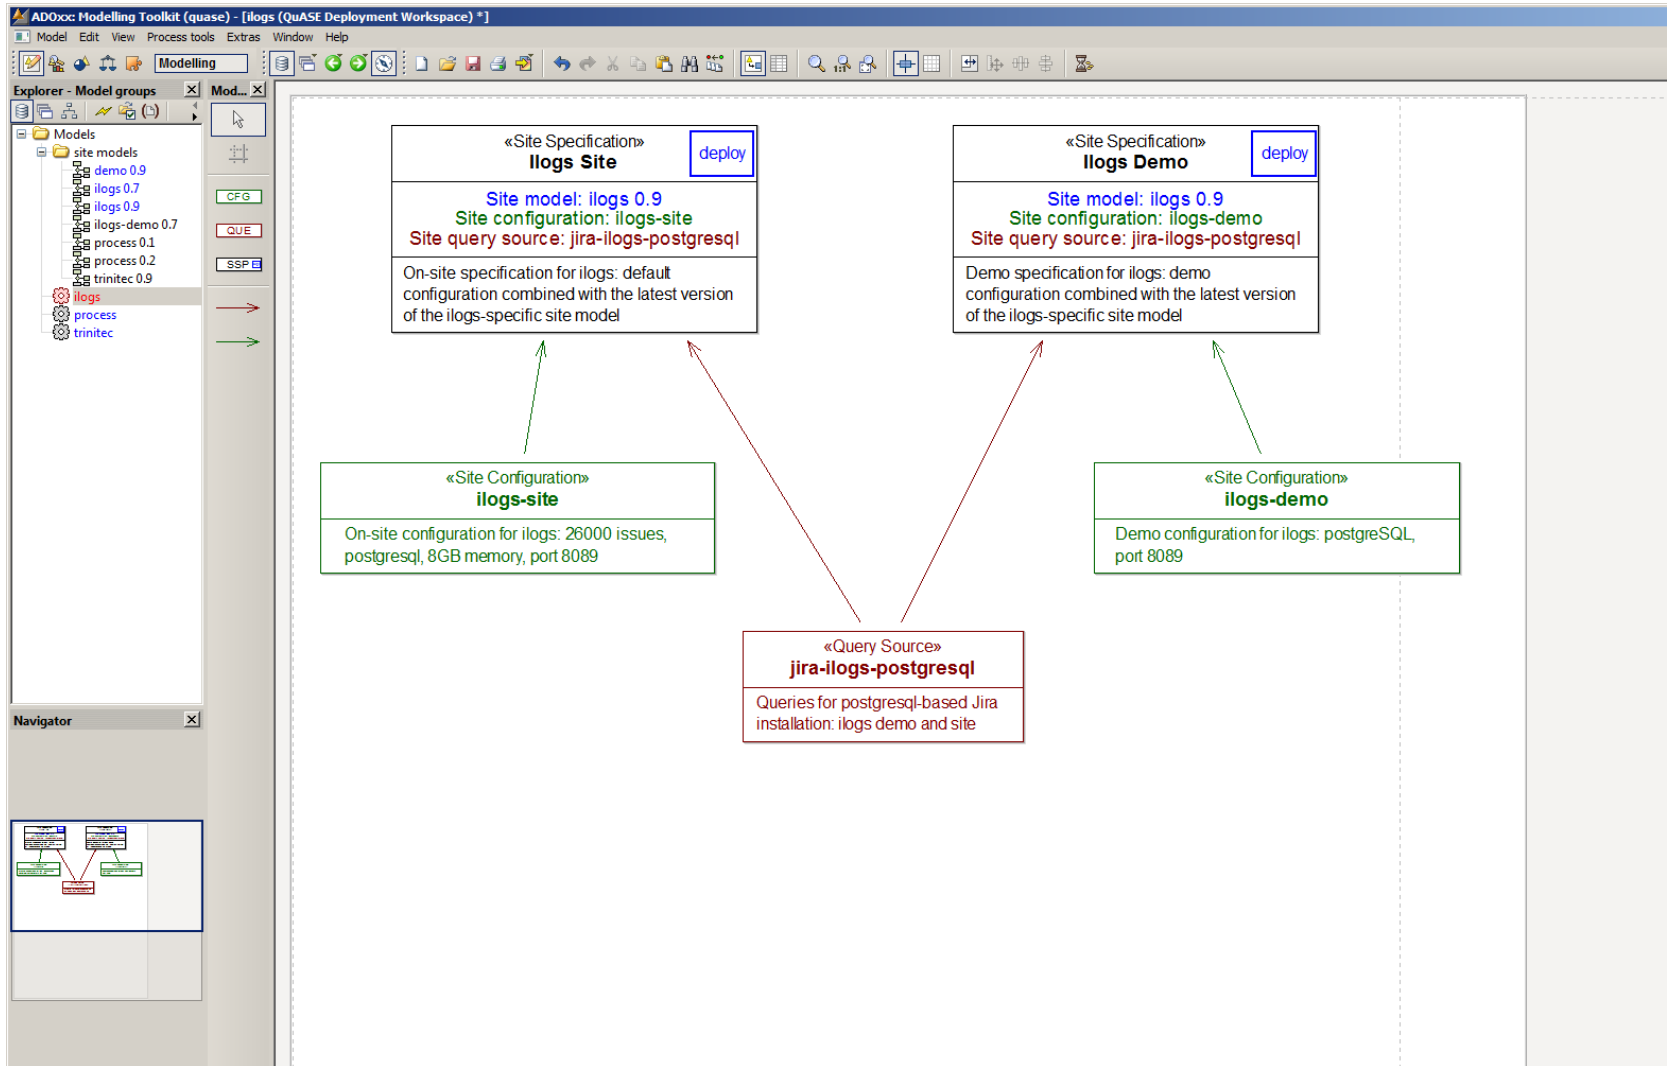 ADOxx: Modelling Toolkit (quase) - [ilogs (QuASE Deployment Workspace) *]
Model Edit View Process tools Extras Window Help
Modelling
Explorer - Model groups
Mod...
Models
site models
demo 0.9
ilogs 0.7
ilogs 0.9
ilogs-demo 0.7
process 0.1
process 0.2
trinitec 0.9
ilogs
process
trinitec
CFG
QUE
SSP
Navigator
«Site Specification»
Ilogs Site
deploy
Site model: ilogs 0.9
Site configuration: ilogs-site
Site query source: jira-ilogs-postgresql
On-site specification for ilogs: default
configuration combined with the latest version
of the ilogs-specific site model
«Site Specification»
Ilogs Demo
deploy
Site model: ilogs 0.9
Site configuration: ilogs-demo
Site query source: jira-ilogs-postgresql
Demo specification for ilogs: demo
configuration combined with the latest version
of the ilogs-specific site model
«Site Configuration»
ilogs-site
On-site configuration for ilogs: 26000 issues,
postgresql, 8GB memory, port 8089
«Site Configuration»
ilogs-demo
Demo configuration for ilogs: postgreSQL,
port 8089
«Query Source»
jira-ilogs-postgresql
Queries for postgresql-based Jira
installation: ilogs demo and site